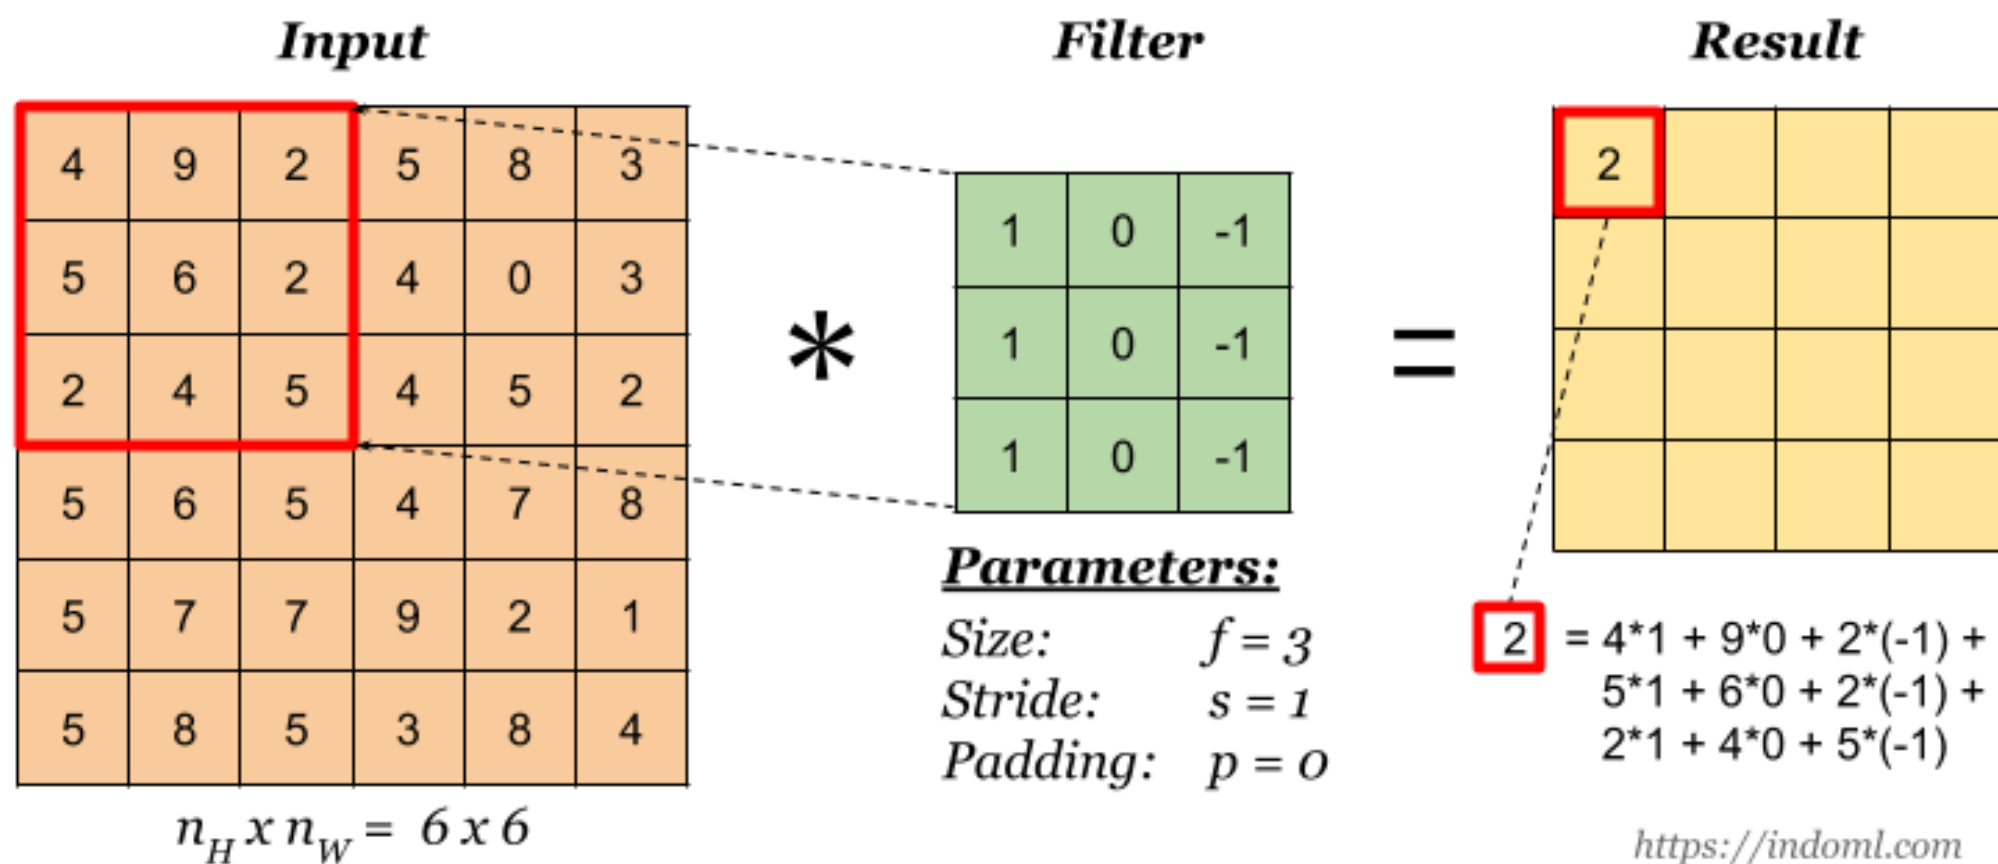 Input
Filter
Result
4 9 2 5 8 3
5 6 2 4 0 3
2 4 5 4 5 2
5 6 5 4 7 8
5 7 7 9 2 1
5 8 5 3 8 4
n_H x n_W = 6 x 6
*
1 0 -1
1 0 -1
1 0 -1
Parameters:
Size: f = 3
Stride: s = 1
Padding: p = 0
=
2
2 = 4*1 + 9*0 + 2*(-1) +
5*1 + 6*0 + 2*(-1) +
2*1 + 4*0 + 5*(-1)
https://indoml.com